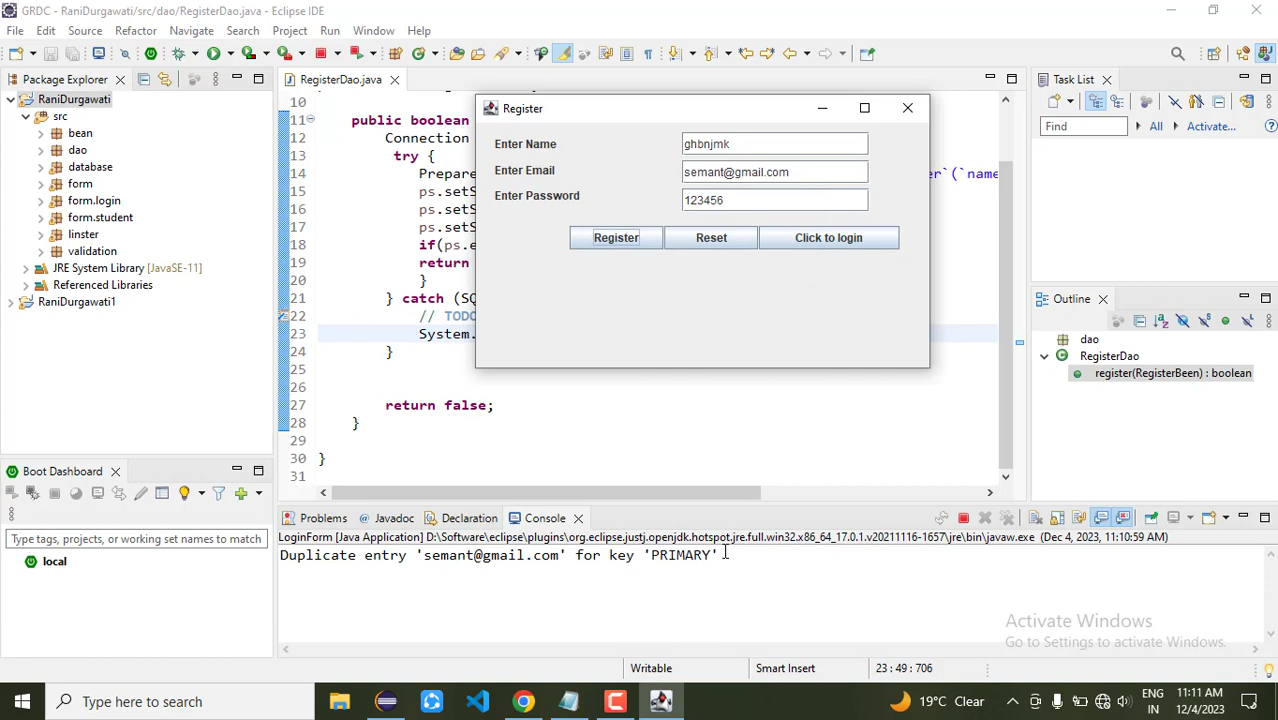 GRDC - RaniDurgawati/src/dao/RegisterDao.java - Eclipse IDE
File Edit Source Refactor Navigate Search Project Run Window Help
Package Explorer
RaniDurgawati
src
bean
dao
database
form
form.login
form.student
linster
validation
JRE System Library [JavaSE-11]
Referenced Libraries
RaniDurgawati1
Boot Dashboard
Type tags, projects, or working set names to match
local
RegisterDao.java
10
11 public boolean
12 Connection
13 try {
14 Prepare er`(`name
15 ps.setS
16 ps.setS
17 ps.setS
18 if(ps.e
19 return
20 }
21 } catch (SQ
22 // TODO
23 System.
24 }
25
26
27 return false;
28 }
29
30 }
31
Register
Enter Name ghbnjmk
Enter Email semant@gmail.com
Enter Password 123456
Register Reset Click to login
Task List
Find All Activate...
Outline
dao
RegisterDao
register(RegisterBeen) : boolean
Problems Javadoc Declaration Console
LoginForm [Java Application] D:\Software\eclipse\plugins\org.eclipse.justj.openjdk.hotspot.jre.full.win32.x86_64_17.0.1.v20211116-1657\jre\bin\javaw.exe (Dec 4, 2023, 11:10:59 AM)
Duplicate entry 'semant@gmail.com' for key 'PRIMARY'
Activate Windows
Go to Settings to activate Windows.
Writable Smart Insert 23 : 49 : 706
Type here to search
19°C Clear
ENG
IN
11:11 AM
12/4/2023